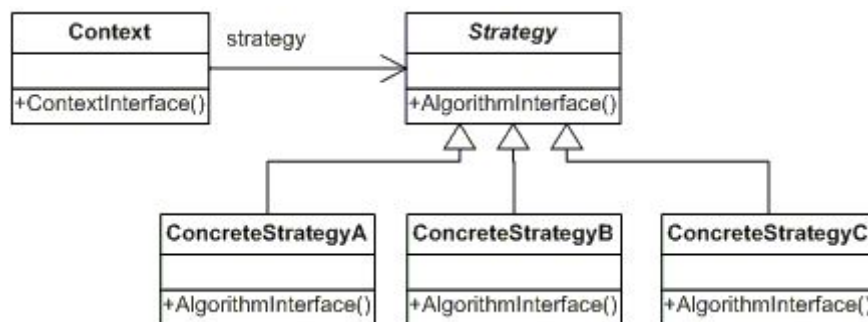 Context
strategy
Strategy
+ContextInterface()
+AlgorithmInterface()
ConcreteStrategyA
ConcreteStrategyB
ConcreteStrategyC
+AlgorithmInterface()
+AlgorithmInterface()
+AlgorithmInterface()